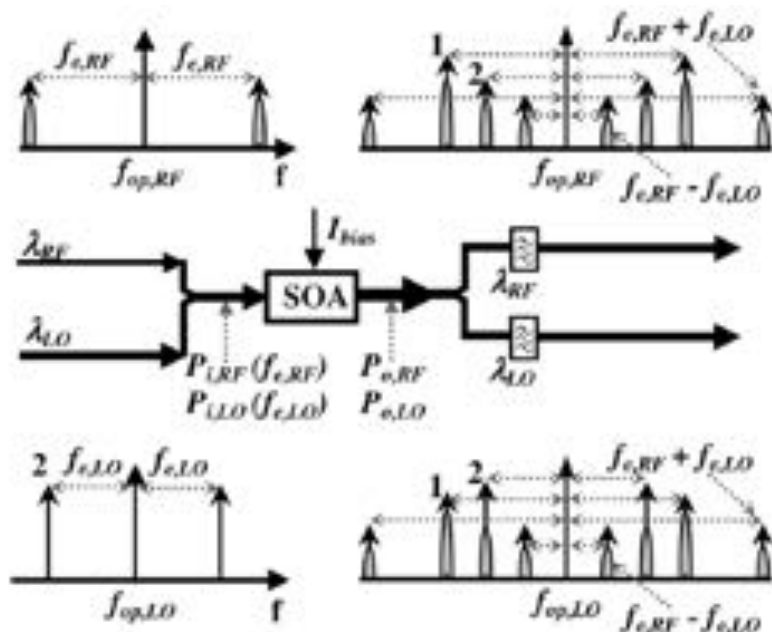 f_e,RF f_e,RF
f_op,RF f
1
2
f_e,RF + f_e,LO
f_op,RF
f_e,RF - f_e,LO
λ_RF
λ_LO
I_bias
SOA
P_i,RF (f_e,RF)
P_i,LO (f_e,LO)
P_o,RF
P_o,LO
λ_RF
λ_LO
2 f_e,LO f_e,LO
f_op,LO f
1
2
f_e,RF + f_e,LO
f_op,LO
f_e,RF - f_e,LO